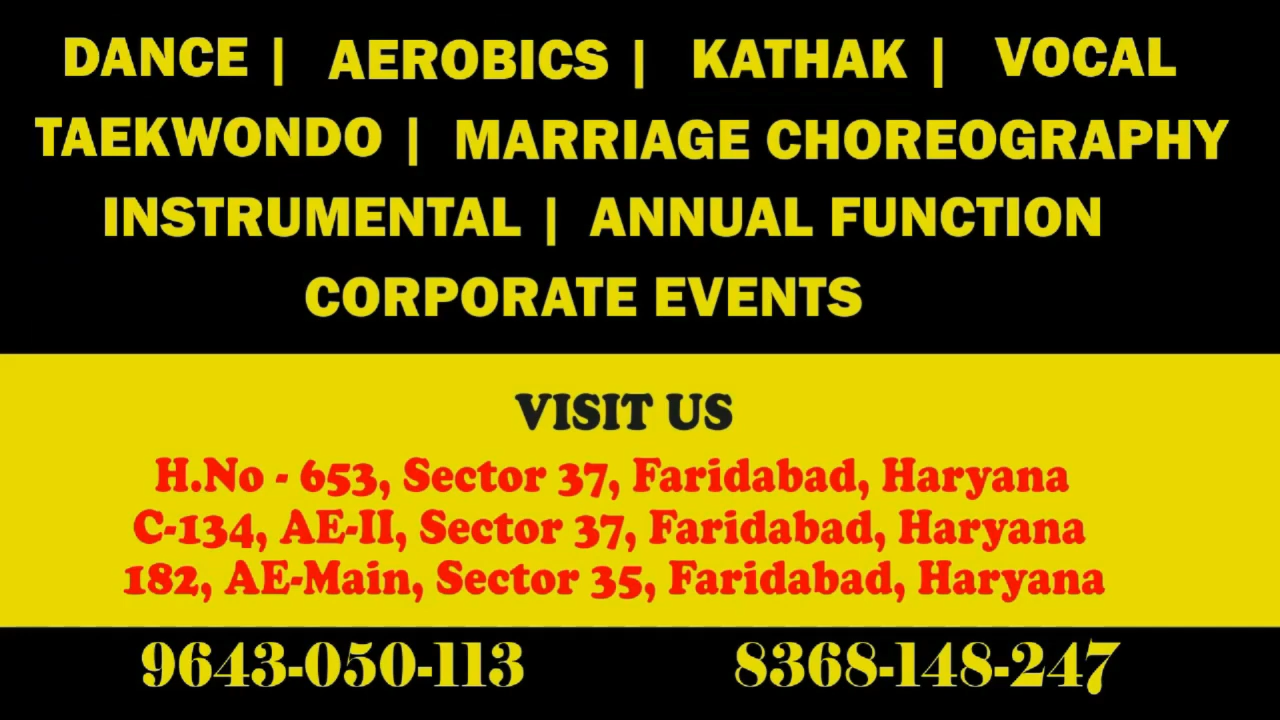 DANCE | AEROBICS | KATHAK | VOCAL
TAEKWONDO | MARRIAGE CHOREOGRAPHY
INSTRUMENTAL | ANNUAL FUNCTION
CORPORATE EVENTS
VISIT US
H.No - 653, Sector 37, Faridabad, Haryana
C-134, AE-II, Sector 37, Faridabad, Haryana
182, AE-Main, Sector 35, Faridabad, Haryana
9643-050-113 8368-148-247